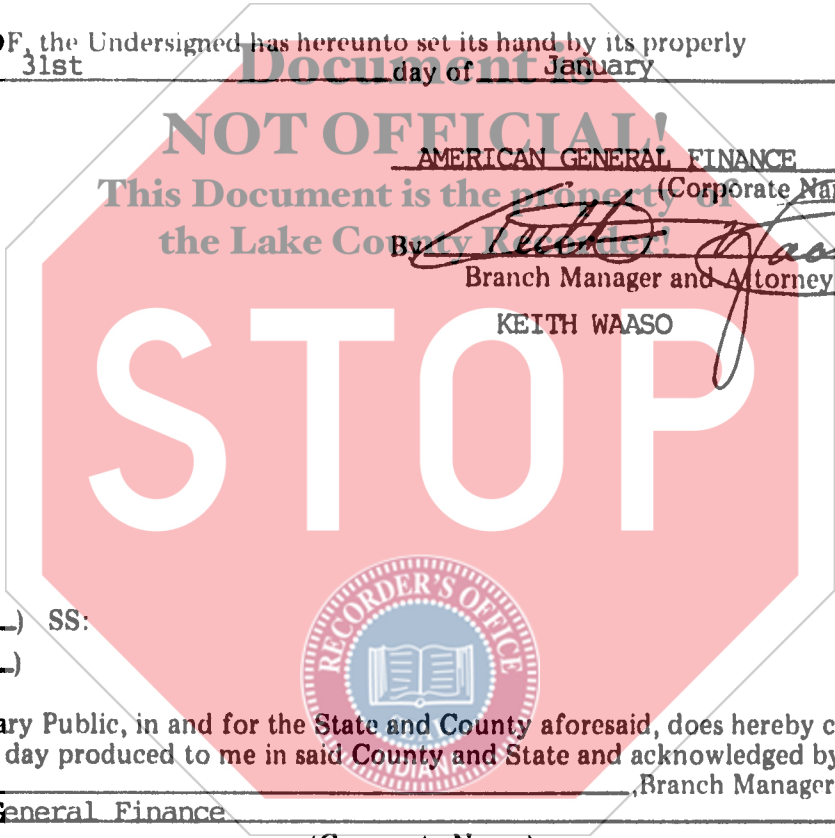 F, the Undersigned has hereunto set its hand by its properly
31st day of January
Document is
NOT OFFICIAL!
AMERICAN GENERAL FINANCE
This Document is the property of
(Corporate Nam
the Lake County Recorder!
By Keith Waaso
Branch Manager and Attorney
KEITH WAASO
STOP
RECORDER'S OFFICE
) SS:
)
ary Public, in and for the State and County aforesaid, does hereby c
day produced to me in said County and State and acknowledged by
,Branch Manager
General Finance